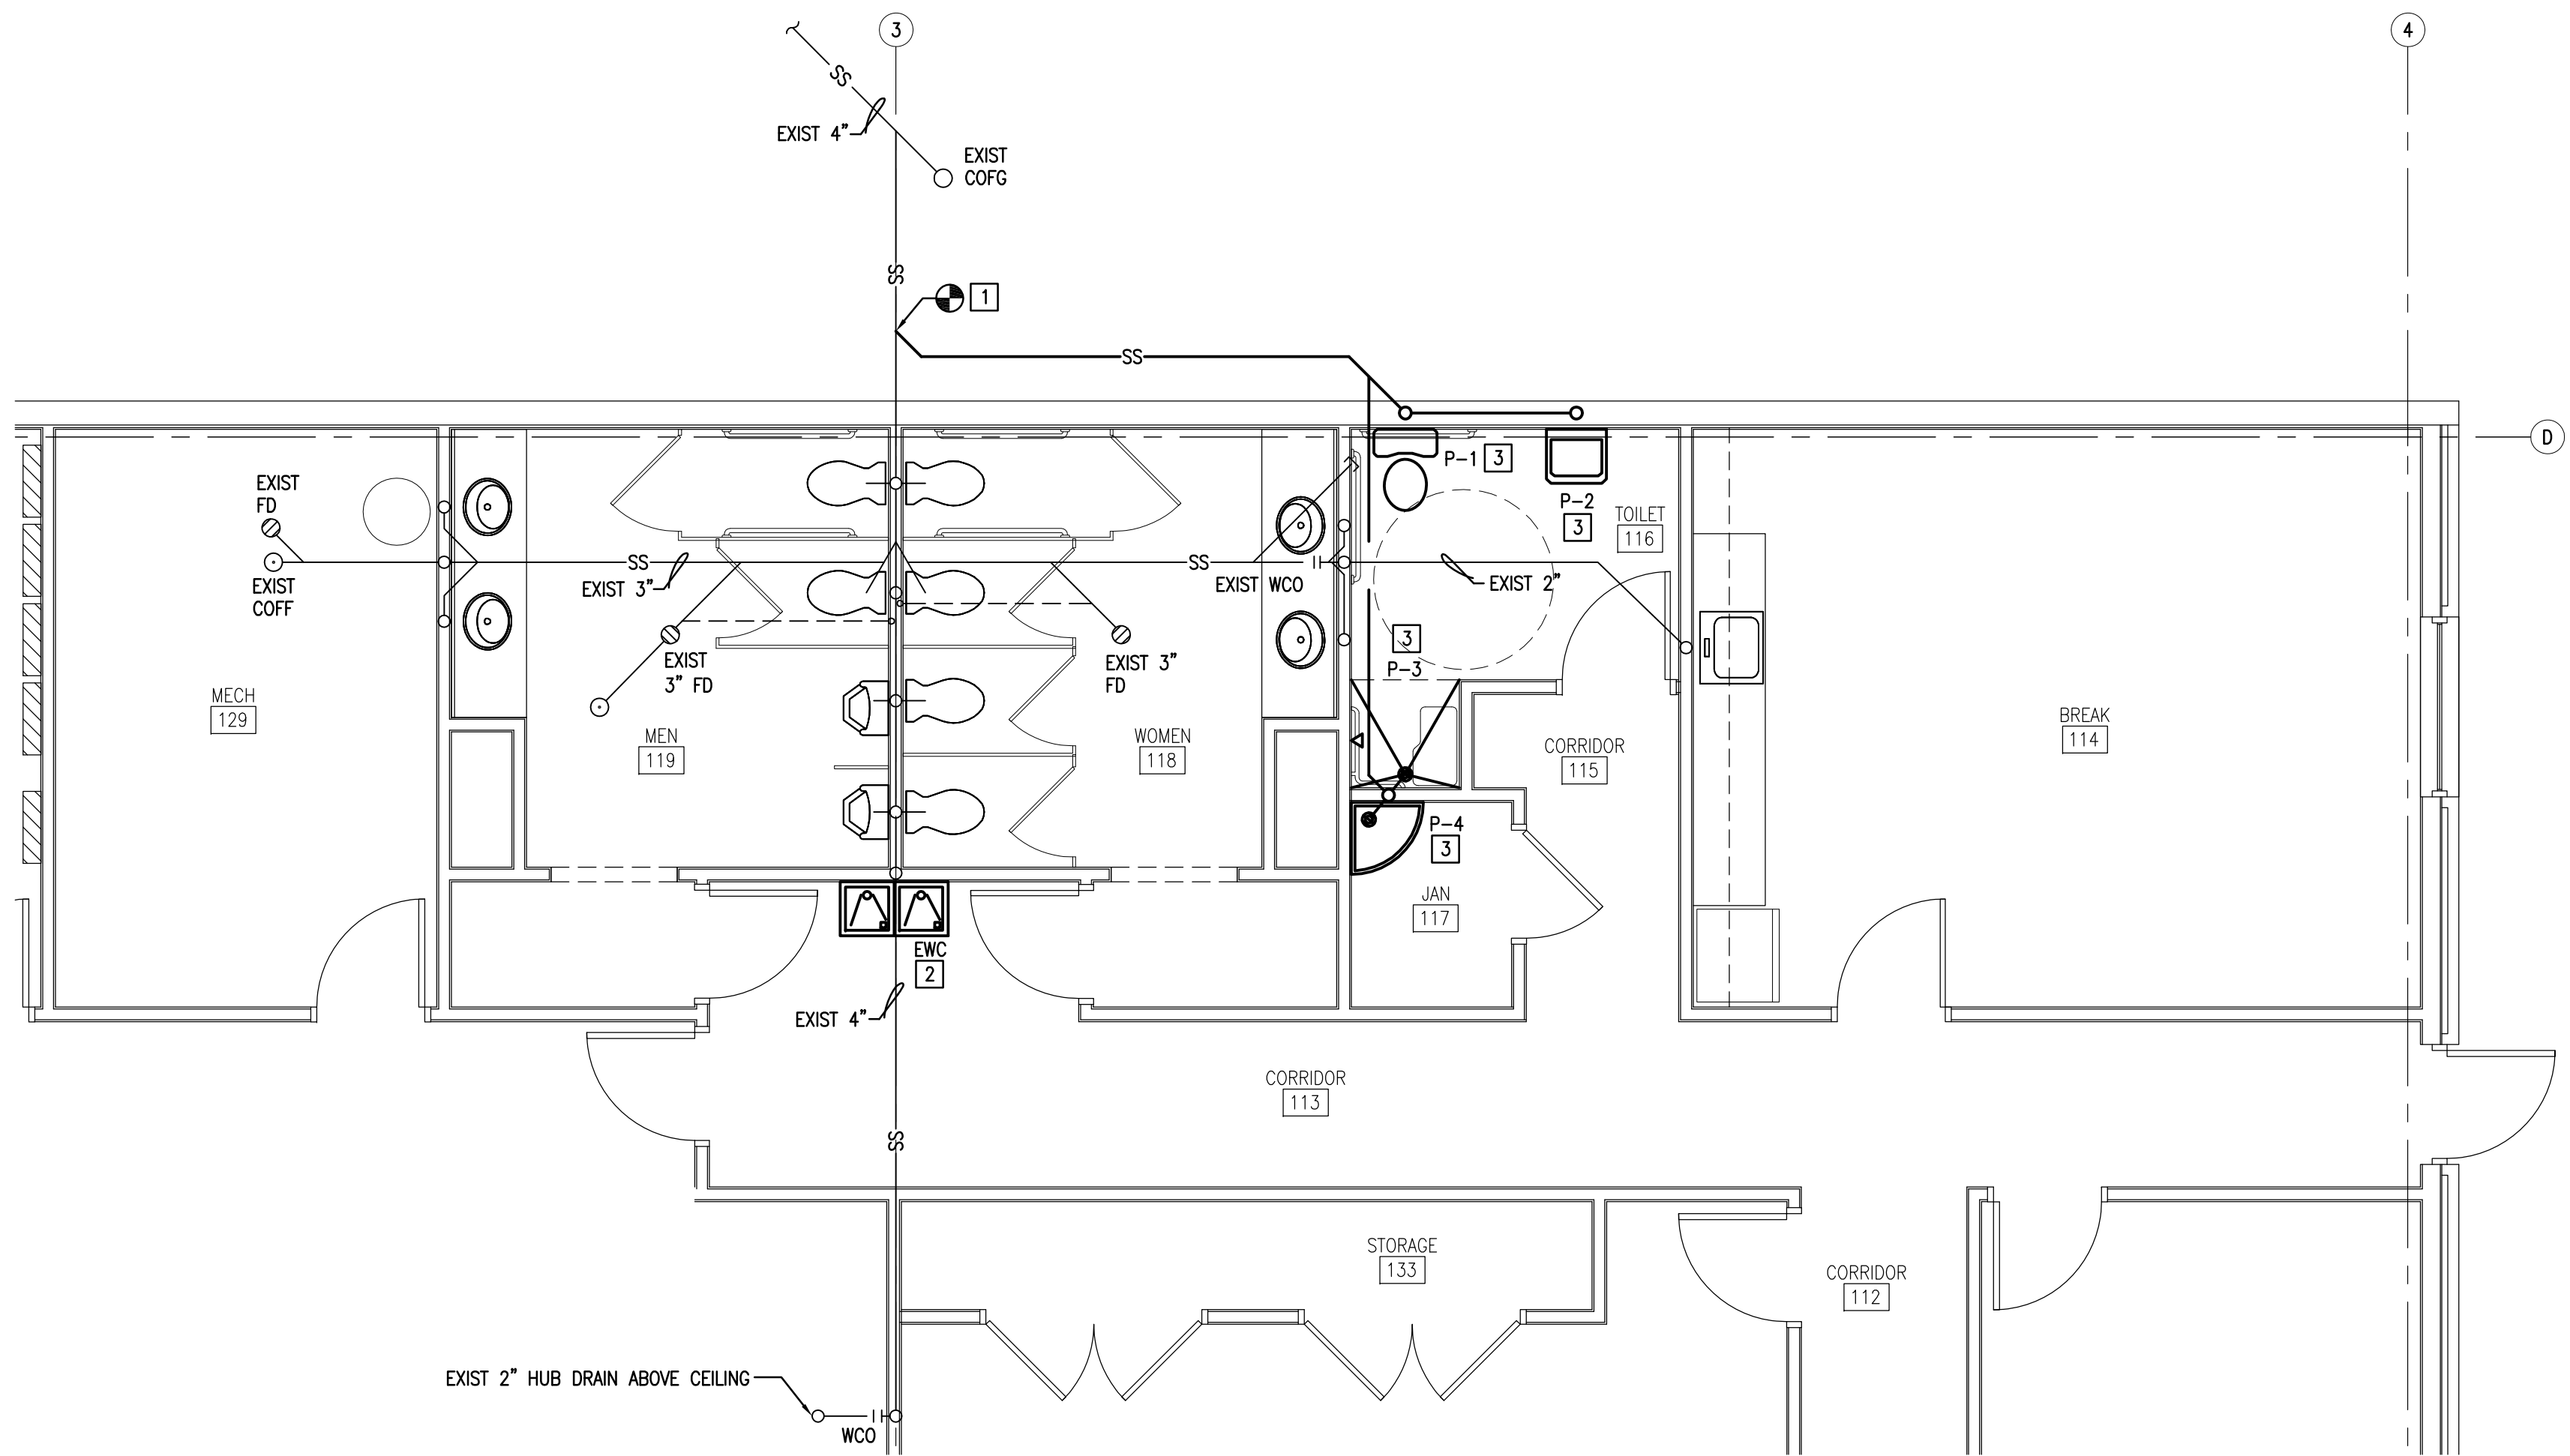 3
4
SS
EXIST 4”
EXIST
COFG
SS
1
SS
D
P-1 3
EXIST
FD
P-2
3
TOILET
116
SS
EXIST 3”
SS
EXIST WCO
EXIST 2”
EXIST
COFF
3
P-3
EXIST
3” FD
EXIST 3”
FD
MECH
129
MEN
119
WOMEN
118
CORRIDOR
115
BREAK
114
P-4
3
JAN
117
EWC
2
EXIST 4”
CORRIDOR
113
SS
STORAGE
133
CORRIDOR
112
EXIST 2” HUB DRAIN ABOVE CEILING
WCO